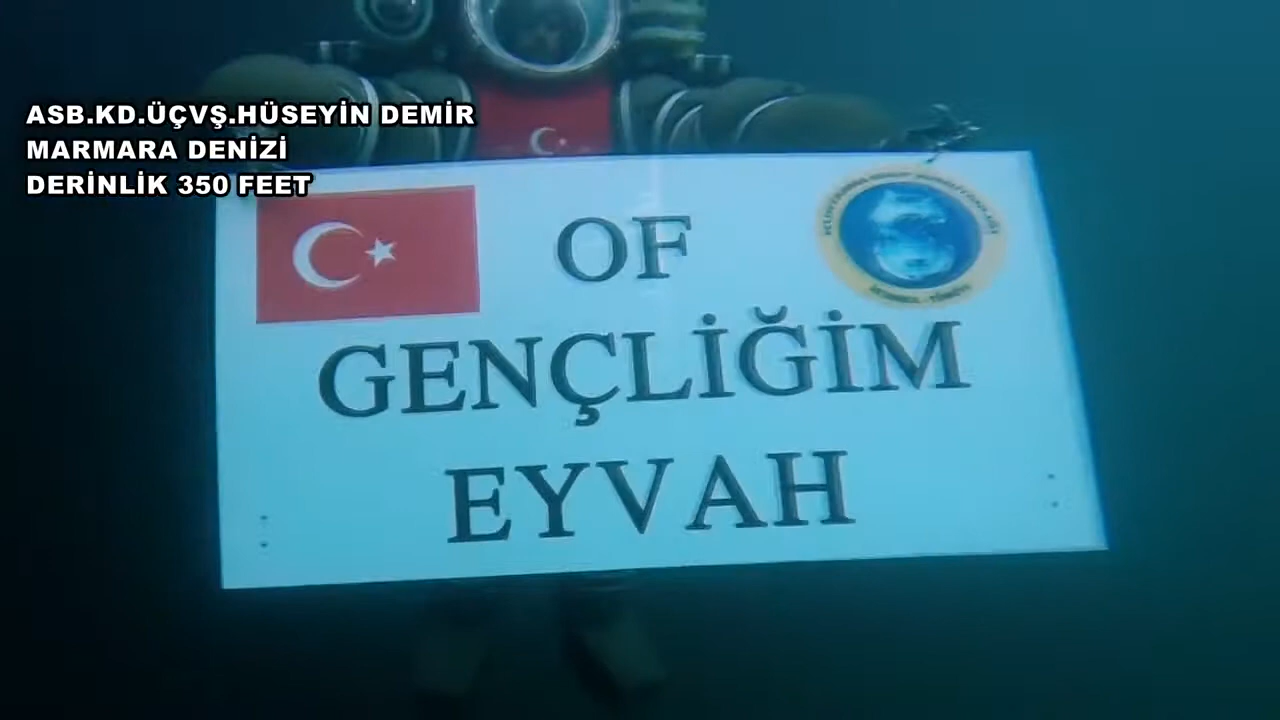 ASB.KD.ÜÇVŞ.HÜSEYİN DEMİR
MARMARA DENİZİ
DERİNLİK 350 FEET
OF
GENÇLİĞİM
EYVAH